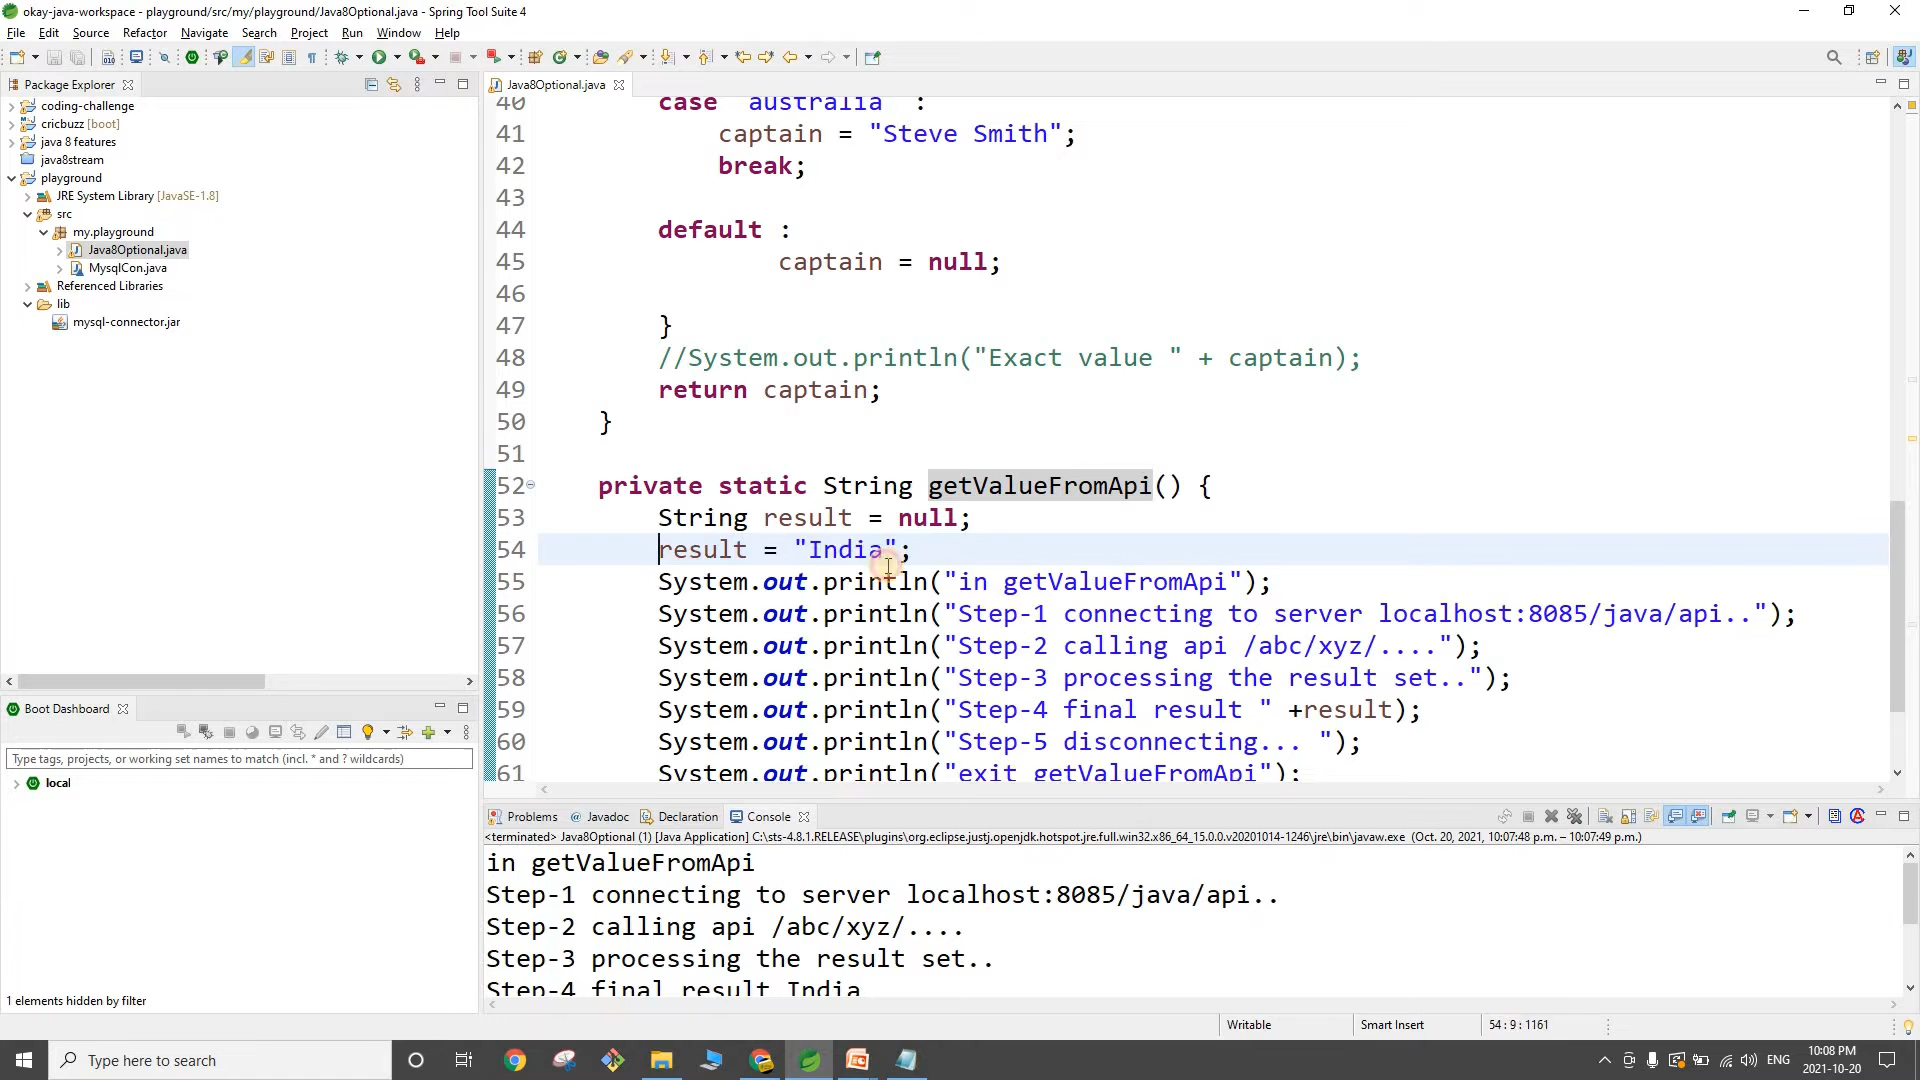 okay-java-workspace - playground/src/my/playground/Java8Optional.java - Spring Tool Suite 4
File Edit Source Refactor Navigate Search Project Run Window Help
Package Explorer
coding-challenge
cricbuzz [boot]
java 8 features
java8stream
playground
JRE System Library [JavaSE-1.8]
src
my.playground
Java8Optional.java
MysqlCon.java
Referenced Libraries
lib
mysql-connector.jar
Boot Dashboard
Type tags, projects, or working set names to match (incl. * and ? wildcards)
local
1 elements hidden by filter
Java8Optional.java
40 case "australia" :
41 captain = "Steve Smith";
42 break;
43
44 default :
45 captain = null;
46
47 }
48 //System.out.println("Exact value " + captain);
49 return captain;
50 }
51
52 private static String getValueFromApi() {
53 String result = null;
54 result = "India";
55 System.out.println("in getValueFromApi");
56 System.out.println("Step-1 connecting to server localhost:8085/java/api..");
57 System.out.println("Step-2 calling api /abc/xyz/....");
58 System.out.println("Step-3 processing the result set..");
59 System.out.println("Step-4 final result " +result);
60 System.out.println("Step-5 disconnecting... ");
61 System.out.println("exit getValueFromApi");
Problems Javadoc Declaration Console
<terminated> Java8Optional (1) [Java Application] C:\sts-4.8.1.RELEASE\plugins\org.eclipse.justj.openjdk.hotspot.jre.full.win32.x86_64_15.0.0.v20201014-1246\jre\bin\javaw.exe (Oct. 20, 2021, 10:07:48 p.m. – 10:07:49 p.m.)
in getValueFromApi
Step-1 connecting to server localhost:8085/java/api..
Step-2 calling api /abc/xyz/....
Step-3 processing the result set..
Step-4 final result India
Writable Smart Insert 54 : 9 : 1161
Type here to search
ENG
10:08 PM
2021-10-20